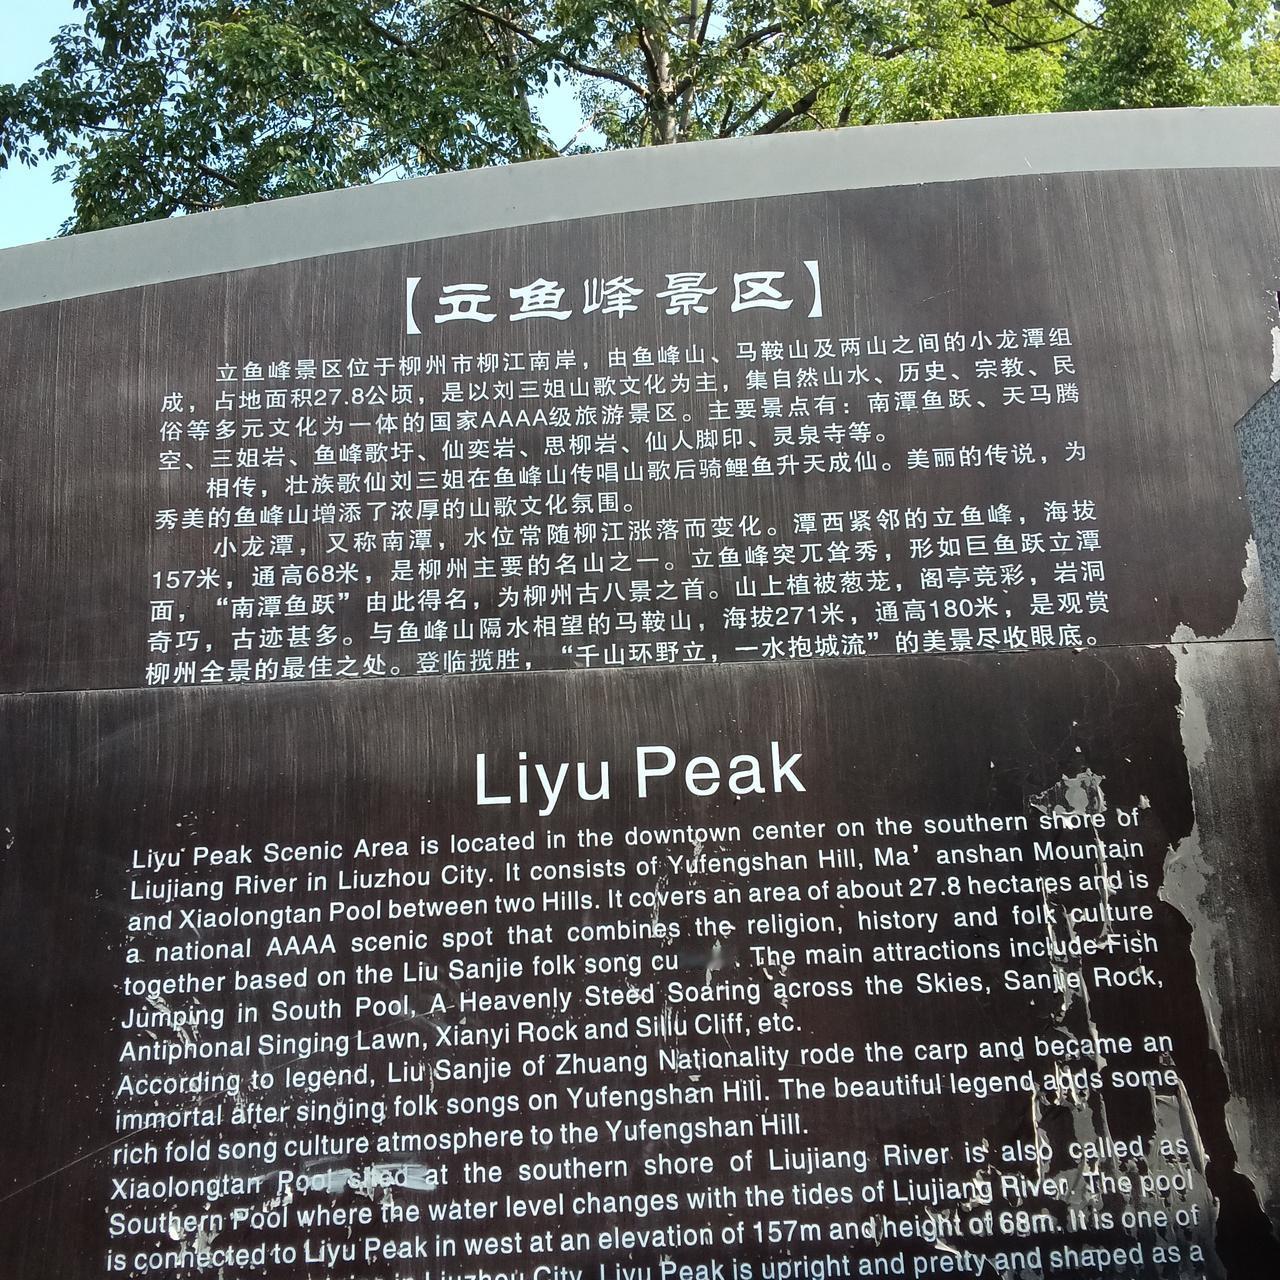 【立鱼峰景区】
立鱼峰景区位于柳州市柳江南岸，由鱼峰山、马鞍山及两山之间的小龙潭组
成，占地面积27.8公顷，是以刘三姐山歌文化为主，集自然山水、历史、宗教、民
俗等多元文化为一体的国家AAAA级旅游景区。主要景点有：南潭鱼跃、天马腾
空、三姐岩、鱼峰歌圩、仙奕岩、思柳岩、仙人脚印、灵泉寺等。
相传，壮族歌仙刘三姐在鱼峰山传唱山歌后骑鲤鱼升天成仙。美丽的传说，为
秀美的鱼峰山增添了浓厚的山歌文化氛围。
小龙潭，又称南潭，水位常随柳江涨落而变化。潭西紧邻的立鱼峰，海拔
157米，通高68米，是柳州主要的名山之一。立鱼峰突兀耸秀，形如巨鱼跃立潭
面，“南潭鱼跃”由此得名，为柳州古八景之首。山上植被葱茏，阁亭竞彩，岩洞
奇巧，古迹甚多。与鱼峰山隔水相望的马鞍山，海拔271米，通高180米，是观赏
柳州全景的最佳之处。登临揽胜，“千山环野立，一水抱城流”的美景尽收眼底。
Liyu Peak
Liyu Peak Scenic Area is located in the downtown center on the southern shore of
Liujiang River in Liuzhou City. It consists of Yufengshan Hill, Ma’anshan Mountain
and Xiaolongtan Pool between two Hills. It covers an area of about 27.8 hectares and is
a national AAAA scenic spot that combines the religion, history and folk culture
together based on the Liu Sanjie folk song cu . The main attractions include Fish
Jumping in South Pool, A Heavenly Steed Soaring across the Skies, Sanjie Rock,
Antiphonal Singing Lawn, Xianyi Rock and Siliu Cliff, etc.
According to legend, Liu Sanjie of Zhuang Nationality rode the carp and became an
immortal after singing folk songs on Yufengshan Hill. The beautiful legend adds some
rich fold song culture atmosphere to the Yufengshan Hill.
Xiaolongtan Pool at the southern shore of Liujiang River is also called as
Southern Pool where the water level changes with the tides of Liujiang River. The pool
is connected to Liyu Peak in west at an elevation of 157m and height of 68m. It is one of
in Liuzhou City. Liyu Peak is upright and pretty and shaped as a